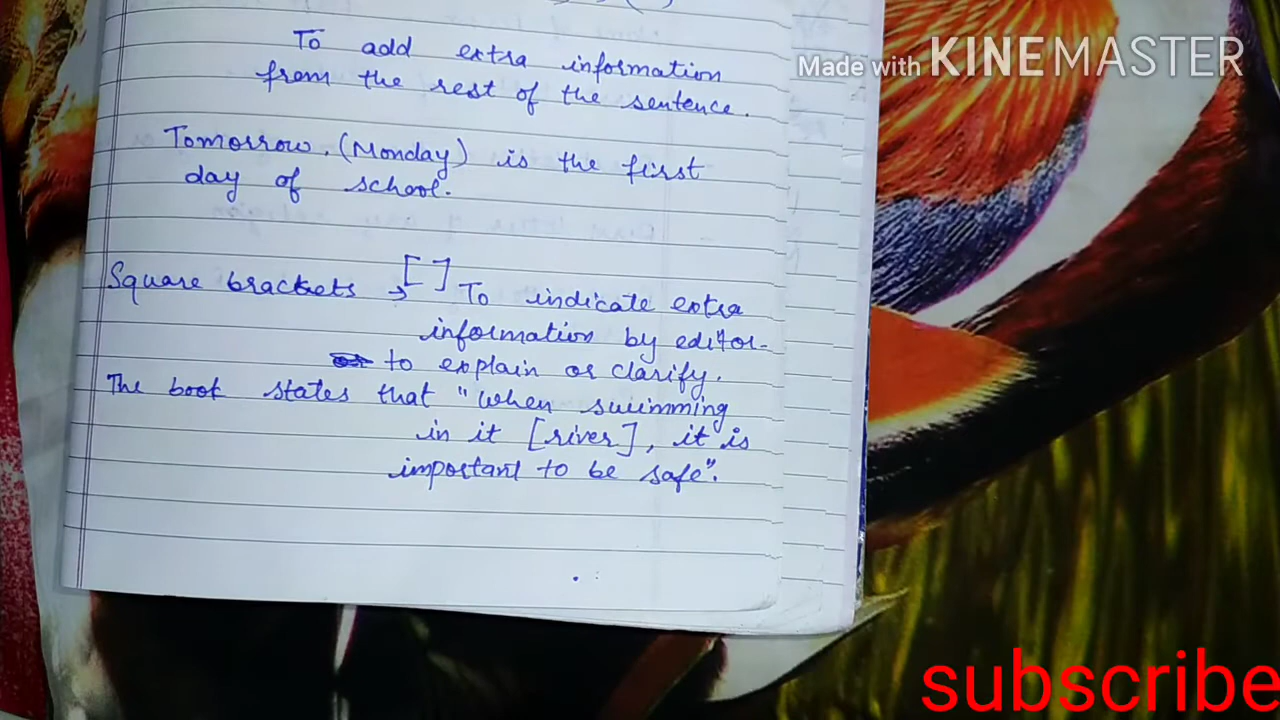 To add extra information
from the rest of the sentence.
Tomorrow, (Monday) is the first
day of school.
Square brackets → [ ] To indicate extra
information by editor
to explain or clarify.
The book states that "when swimming
in it [river], it is
important to be safe".
Made with KINEMASTER
subscribe